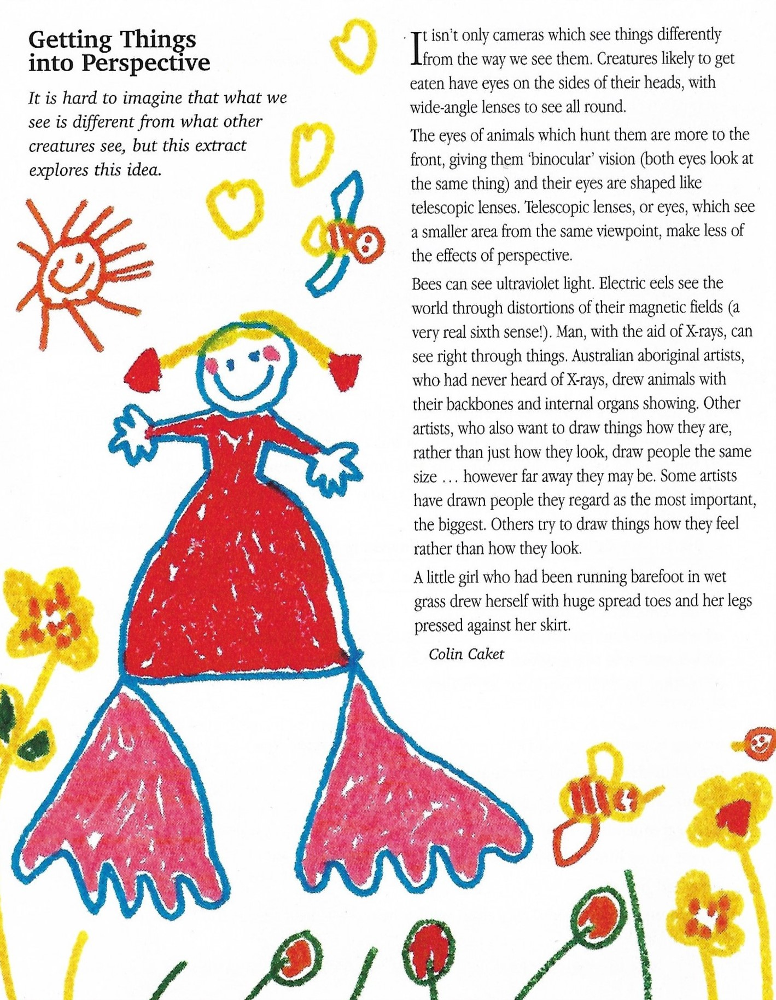 Getting Things
into Perspective
It is hard to imagine that what we
see is different from what other
creatures see, but this extract
explores this idea.
It isn't only cameras which see things differently
from the way we see them. Creatures likely to get
eaten have eyes on the sides of their heads, with
wide-angle lenses to see all round.
The eyes of animals which hunt them are more to the
front, giving them ‘binocular’ vision (both eyes look at
the same thing) and their eyes are shaped like
telescopic lenses. Telescopic lenses, or eyes, which see
a smaller area from the same viewpoint, make less of
the effects of perspective.
Bees can see ultraviolet light. Electric eels see the
world through distortions of their magnetic fields (a
very real sixth sense!). Man, with the aid of X-rays, can
see right through things. Australian aboriginal artists,
who had never heard of X-rays, drew animals with
their backbones and internal organs showing. Other
artists, who also want to draw things how they are,
rather than just how they look, draw people the same
size ... however far away they may be. Some artists
have drawn people they regard as the most important,
the biggest. Others try to draw things how they feel
rather than how they look.
A little girl who had been running barefoot in wet
grass drew herself with huge spread toes and her legs
pressed against her skirt.
Colin Caket